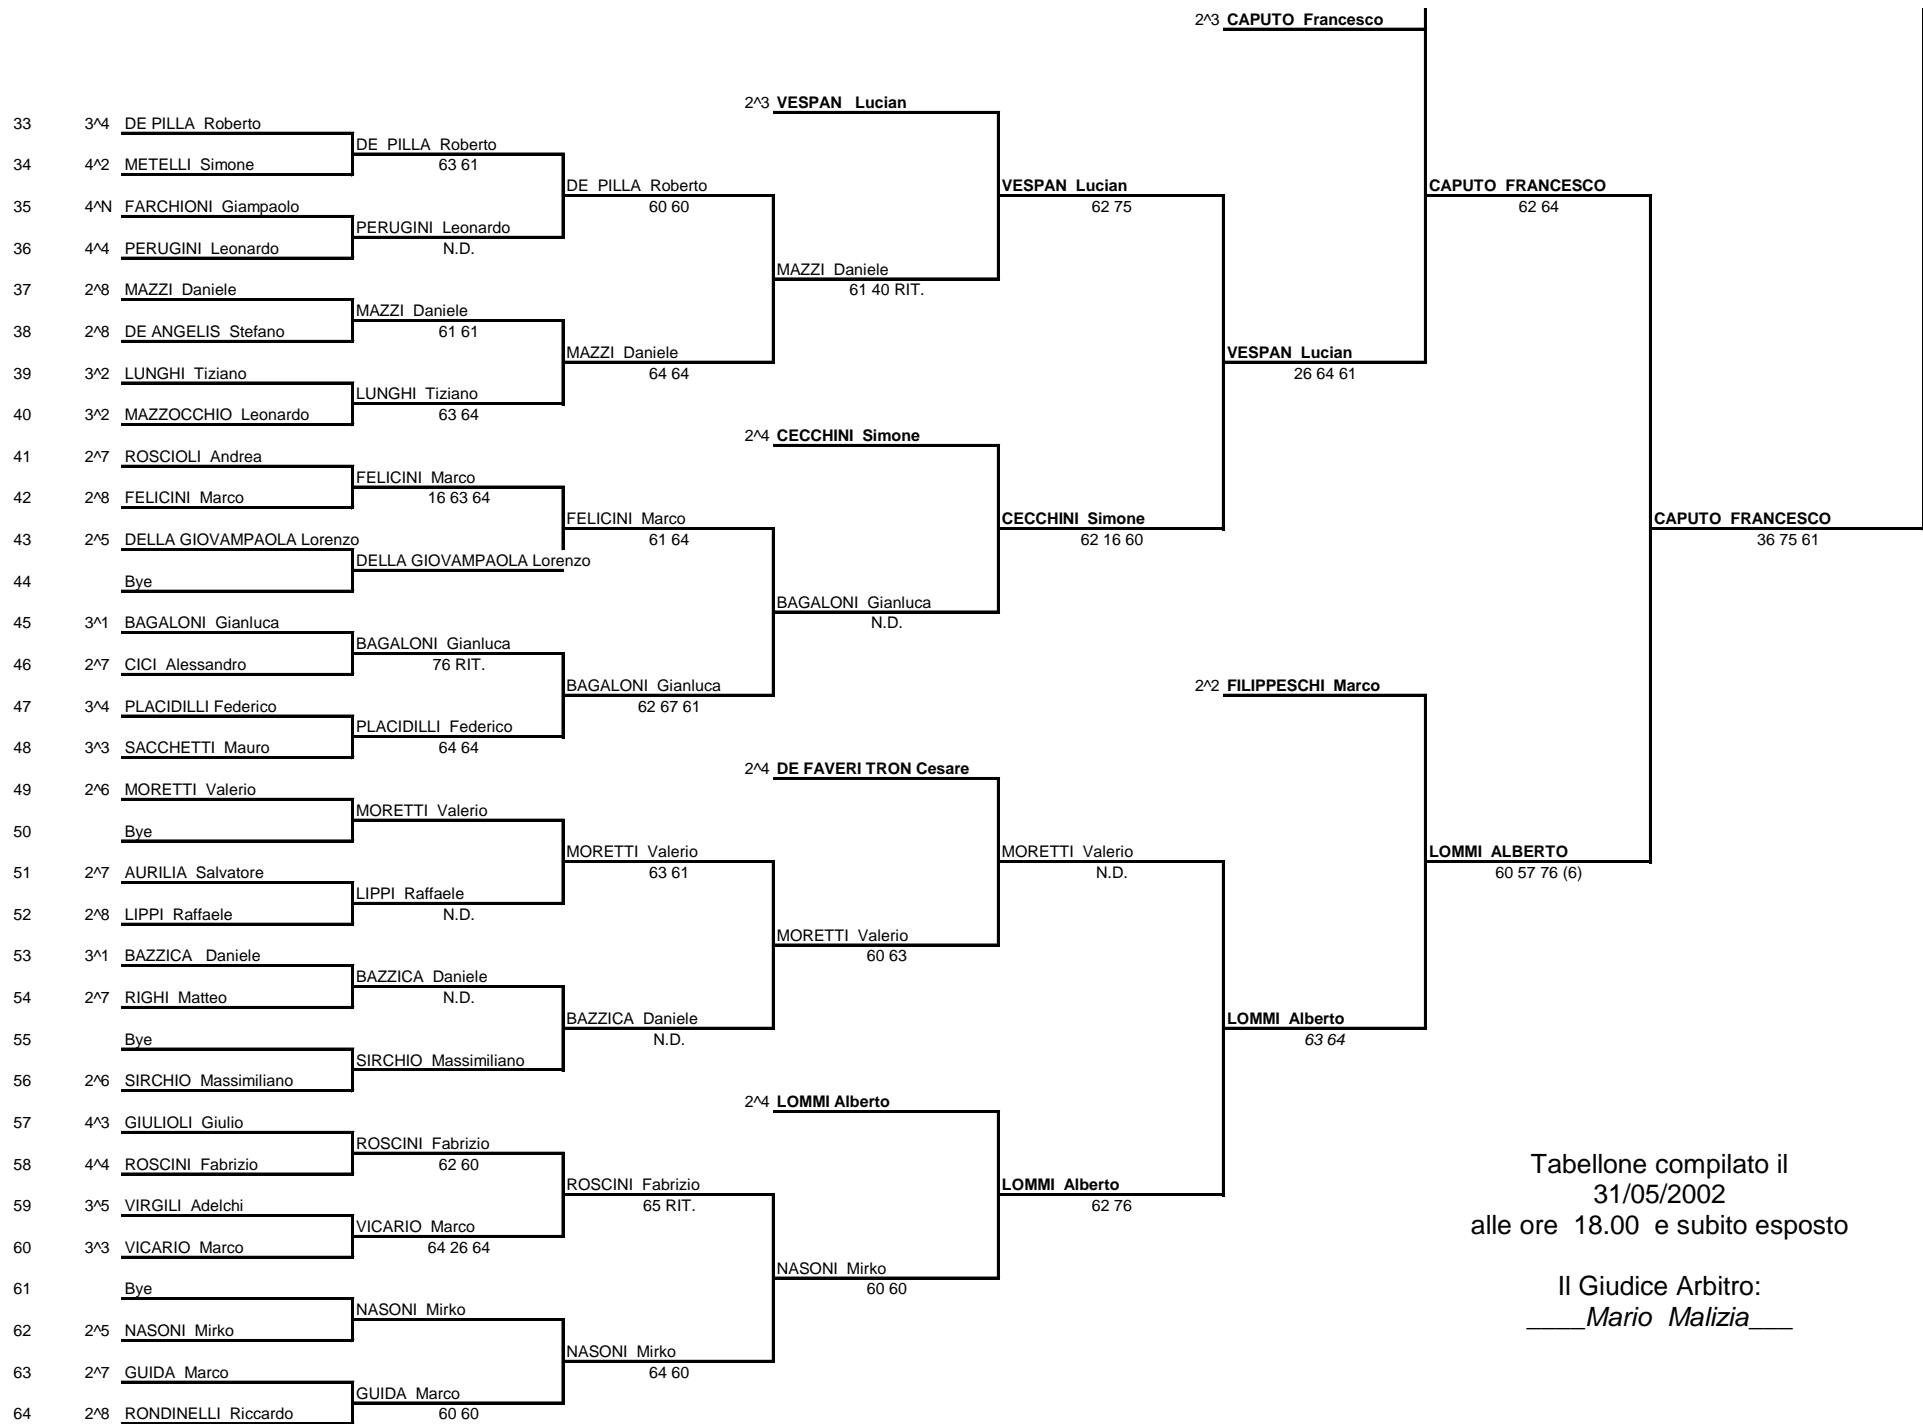 2^3 CAPUTO Francesco
2^3 VESPAN Lucian
33 3^4 DE PILLA Roberto
DE PILLA Roberto
34 4^2 METELLI Simone 63 61
DE PILLA Roberto VESPAN Lucian CAPUTO FRANCESCO
35 4^N FARCHIONI Giampaolo 60 60 62 75 62 64
PERUGINI Leonardo
36 4^4 PERUGINI Leonardo N.D.
MAZZI Daniele
37 2^8 MAZZI Daniele 61 40 RIT.
MAZZI Daniele
38 2^8 DE ANGELIS Stefano 61 61
MAZZI Daniele VESPAN Lucian
39 3^2 LUNGHI Tiziano 64 64 26 64 61
LUNGHI Tiziano
40 3^2 MAZZOCCHIO Leonardo 63 64
2^4 CECCHINI Simone
41 2^7 ROSCIOLI Andrea
FELICINI Marco
42 2^8 FELICINI Marco 16 63 64
FELICINI Marco CECCHINI Simone CAPUTO FRANCESCO
43 2^5 DELLA GIOVAMPAOLA Lorenzo 61 64 62 16 60 36 75 61
DELLA GIOVAMPAOLA Lorenzo
44 Bye
BAGALONI Gianluca
45 3^1 BAGALONI Gianluca N.D.
BAGALONI Gianluca
46 2^7 CICI Alessandro 76 RIT.
BAGALONI Gianluca 2^2 FILIPPESCHI Marco
47 3^4 PLACIDILLI Federico 62 67 61
PLACIDILLI Federico
48 3^3 SACCHETTI Mauro 64 64
2^4 DE FAVERI TRON Cesare
49 2^6 MORETTI Valerio
MORETTI Valerio
50 Bye
MORETTI Valerio MORETTI Valerio LOMMI ALBERTO
51 2^7 AURILIA Salvatore 63 61 N.D. 60 57 76 (6)
LIPPI Raffaele
52 2^8 LIPPI Raffaele N.D.
MORETTI Valerio
53 3^1 BAZZICA Daniele 60 63
BAZZICA Daniele
54 2^7 RIGHI Matteo N.D.
BAZZICA Daniele LOMMI Alberto
55 Bye N.D. 63 64
SIRCHIO Massimiliano
56 2^6 SIRCHIO Massimiliano
2^4 LOMMI Alberto
57 4^3 GIULIOLI Giulio
ROSCINI Fabrizio
58 4^4 ROSCINI Fabrizio 62 60
ROSCINI Fabrizio LOMMI Alberto
59 3^5 VIRGILI Adelchi 65 RIT. 62 76
VICARIO Marco
60 3^3 VICARIO Marco 64 26 64
NASONI Mirko
61 Bye 60 60
NASONI Mirko
62 2^5 NASONI Mirko
NASONI Mirko
63 2^7 GUIDA Marco 64 60
GUIDA Marco
64 2^8 RONDINELLI Riccardo 60 60
Tabellone compilato il
31/05/2002
alle ore 18.00 e subito esposto
Il Giudice Arbitro:
____Mario Malizia___